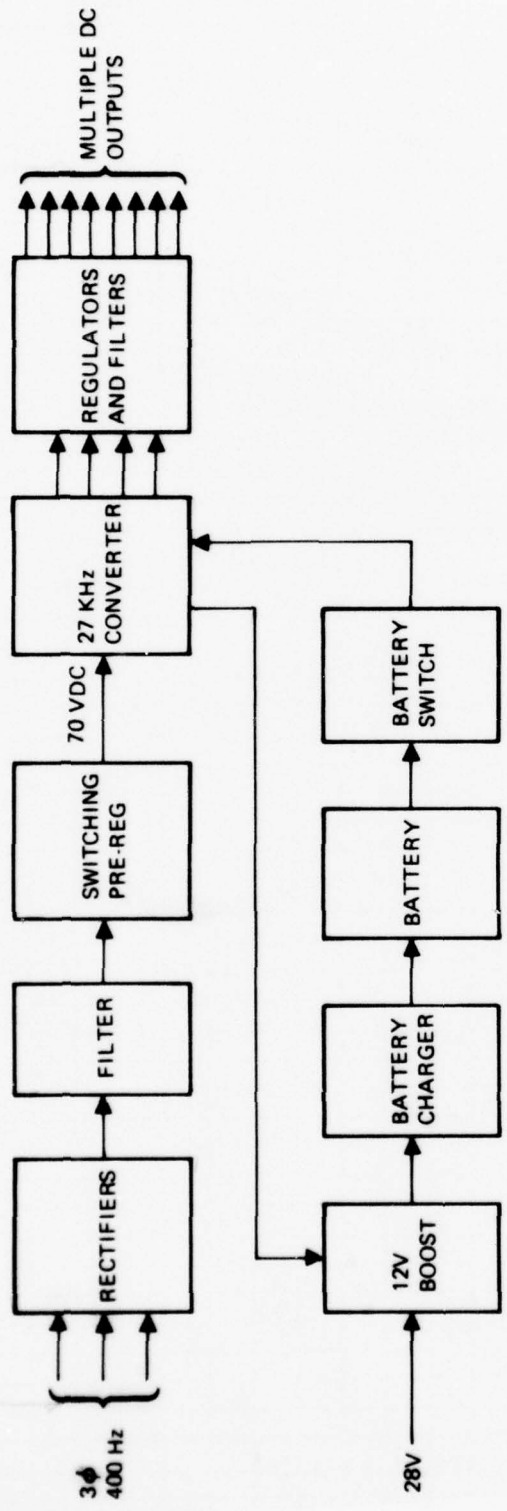 3ϕ
400 Hz
RECTIFIERS
FILTER
SWITCHING
PRE-REG
70 VDC
27 KHz
CONVERTER
REGULATORS
AND FILTERS
MULTIPLE DC
OUTPUTS
28V
12V
BOOST
BATTERY
CHARGER
BATTERY
BATTERY
SWITCH